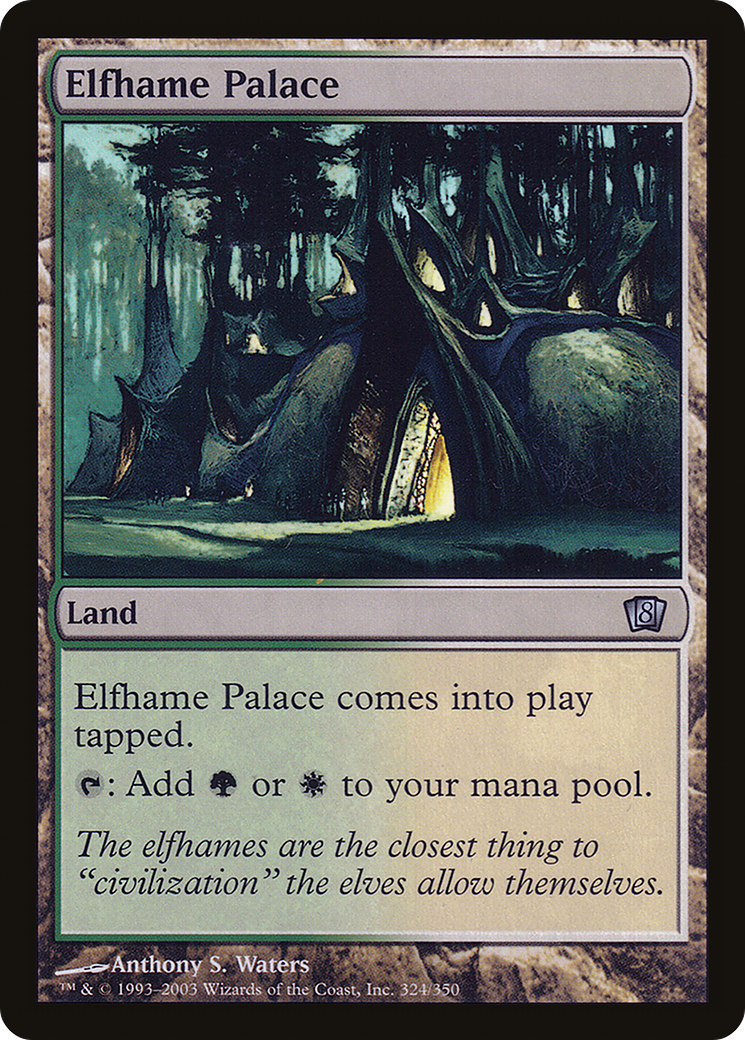 Elfhame Palace
Land
8
Elfhame Palace comes into play
tapped.
: Add or to your mana pool.
The elfhames are the closest thing to
“civilization” the elves allow themselves.
Anthony S. Waters
™ & © 1993–2003 Wizards of the Coast, Inc. 324/350